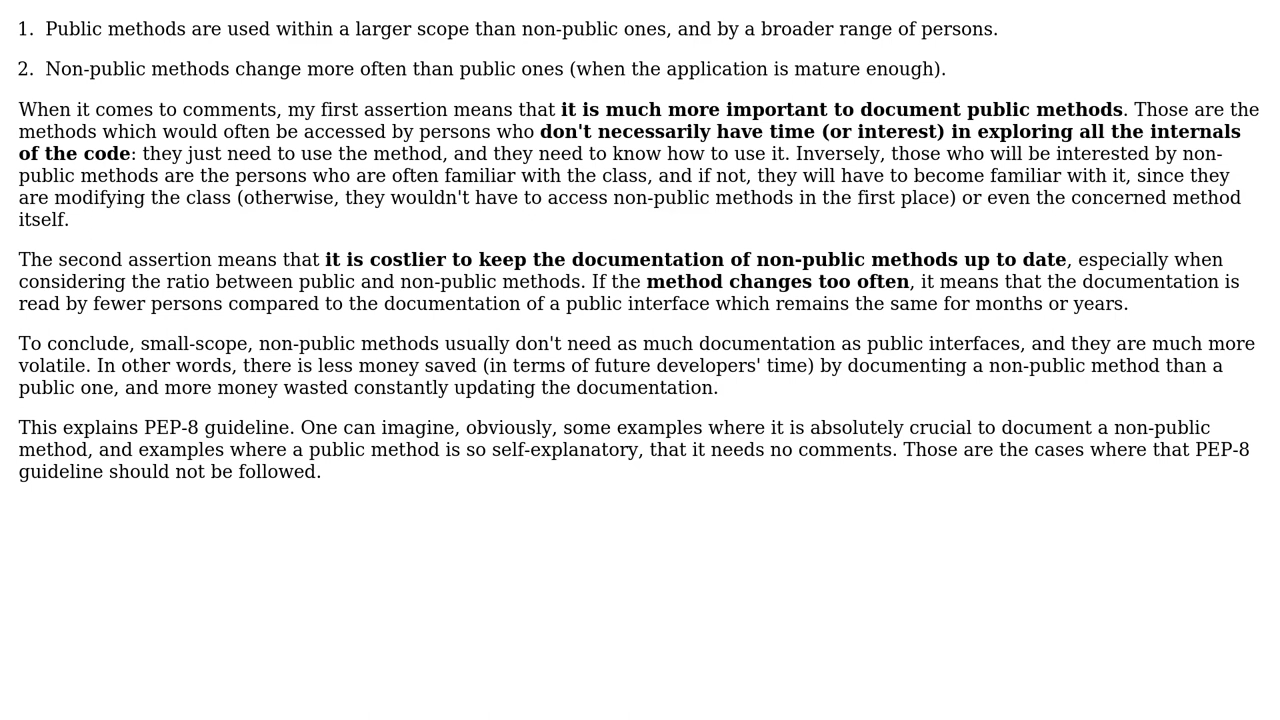 1. Public methods are used within a larger scope than non-public ones, and by a broader range of persons.
2. Non-public methods change more often than public ones (when the application is mature enough).
When it comes to comments, my first assertion means that it is much more important to document public methods. Those are the
methods which would often be accessed by persons who don't necessarily have time (or interest) in exploring all the internals
of the code: they just need to use the method, and they need to know how to use it. Inversely, those who will be interested by non-
public methods are the persons who are often familiar with the class, and if not, they will have to become familiar with it, since they
are modifying the class (otherwise, they wouldn't have to access non-public methods in the first place) or even the concerned method
itself.
The second assertion means that it is costlier to keep the documentation of non-public methods up to date, especially when
considering the ratio between public and non-public methods. If the method changes too often, it means that the documentation is
read by fewer persons compared to the documentation of a public interface which remains the same for months or years.
To conclude, small-scope, non-public methods usually don't need as much documentation as public interfaces, and they are much more
volatile. In other words, there is less money saved (in terms of future developers' time) by documenting a non-public method than a
public one, and more money wasted constantly updating the documentation.
This explains PEP-8 guideline. One can imagine, obviously, some examples where it is absolutely crucial to document a non-public
method, and examples where a public method is so self-explanatory, that it needs no comments. Those are the cases where that PEP-8
guideline should not be followed.